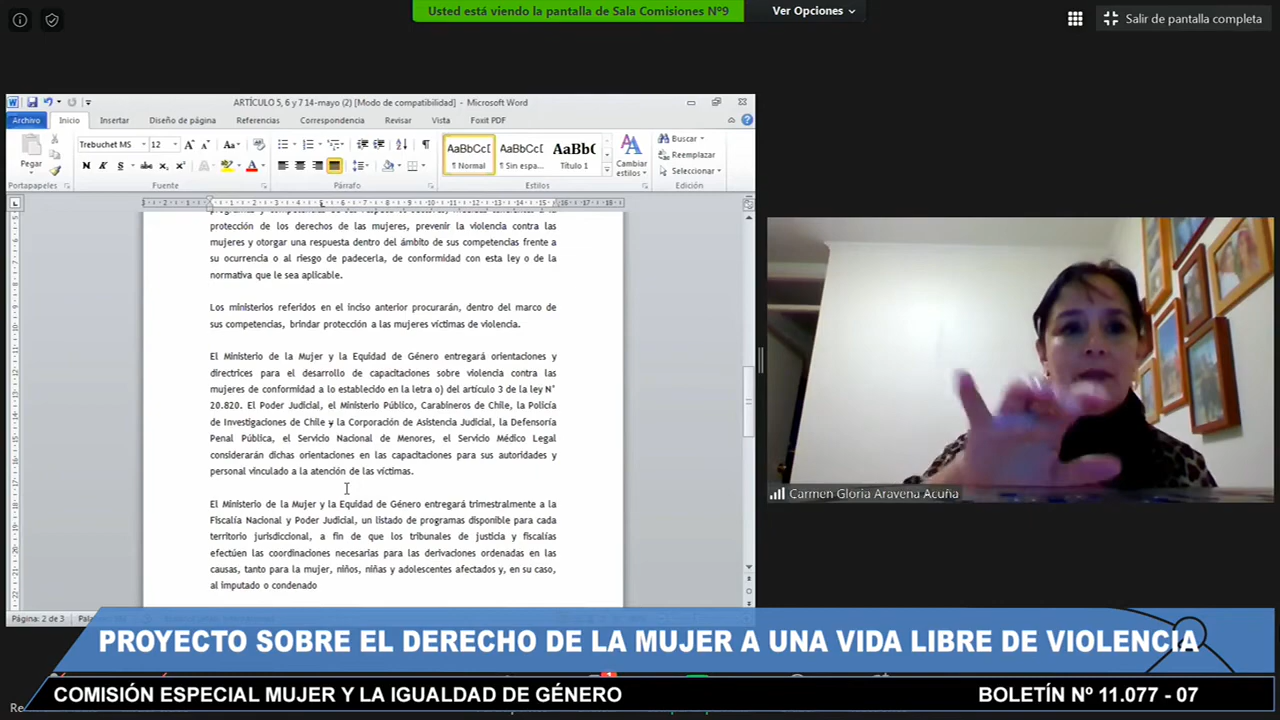 Usted está viendo la pantalla de Sala Comisiones Nº9
Ver Opciones
Salir de pantalla completa
ARTÍCULO 5, 6 y 7 14-mayo (2) [Modo de compatibilidad] - Microsoft Word
Archivo Inicio Insertar Diseño de página Referencias Correspondencia Revisar Vista Foxit PDF
Pegar
Trebuchet MS 12
AaBbCcD AaBbCcD AaBbC
¶ Normal ¶ Sin espa... Título 1
Cambiar estilos
Buscar
Reemplazar
Seleccionar
Portapapeles Fuente Párrafo Estilos Edición
protección de los derechos de las mujeres, prevenir la violencia contra las
mujeres y otorgar una respuesta dentro del ámbito de sus competencias frente a
su ocurrencia o al riesgo de padecerla, de conformidad con esta ley o de la
normativa que le sea aplicable.
Los ministerios referidos en el inciso anterior procurarán, dentro del marco de
sus competencias, brindar protección a las mujeres víctimas de violencia.
El Ministerio de la Mujer y la Equidad de Género entregará orientaciones y
directrices para el desarrollo de capacitaciones sobre violencia contra las
mujeres de conformidad a lo establecido en la letra o) del artículo 3 de la ley N°
20.820. El Poder Judicial, el Ministerio Público, Carabineros de Chile, la Policía
de Investigaciones de Chile y la Corporación de Asistencia Judicial, la Defensoría
Penal Pública, el Servicio Nacional de Menores, el Servicio Médico Legal
considerarán dichas orientaciones en las capacitaciones para sus autoridades y
personal vinculado a la atención de las víctimas.
El Ministerio de la Mujer y la Equidad de Género entregará trimestralmente a la
Fiscalía Nacional y Poder Judicial, un listado de programas disponible para cada
territorio jurisdiccional, a fin de que los tribunales de justicia y fiscalías
efectúen las coordinaciones necesarias para las derivaciones ordenadas en las
causas, tanto para la mujer, niños, niñas y adolescentes afectados y, en su caso,
al imputado o condenado
Página: 2 de 3
Carmen Gloria Aravena Acuña
PROYECTO SOBRE EL DERECHO DE LA MUJER A UNA VIDA LIBRE DE VIOLENCIA
COMISIÓN ESPECIAL MUJER Y LA IGUALDAD DE GÉNERO
BOLETÍN Nº 11.077 - 07